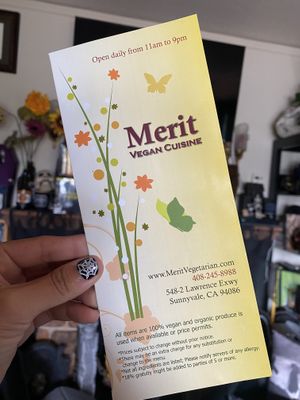 Open daily from 11am to 9pm
Merit
VEGAN CUISINE
www.MeritVegetarian.com
408-245-8988
548-2 Lawrence Exwy
Sunnyvale, CA 94086
All items are 100% vegan and organic produce is
used when available or price permits.
*Prices subject to change without prior notice.
*There may be an extra charge for any substitution or
change to the menu.
*Not all ingredients are listed; Please notify servers of any allergy.
*18% gratuity might be added to parties of 5 or more.